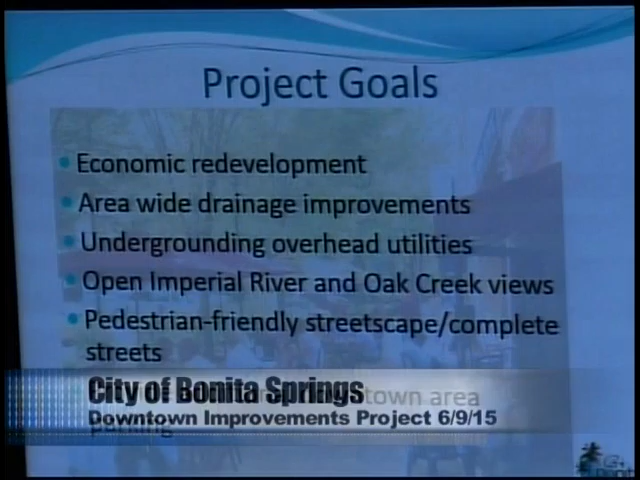 Project Goals
Economic redevelopment
Area wide drainage improvements
Undergrounding overhead utilities
Open Imperial River and Oak Creek views
Pedestrian-friendly streetscape/complete
streets
town area
City of Bonita Springs
Downtown Improvements Project 6/9/15